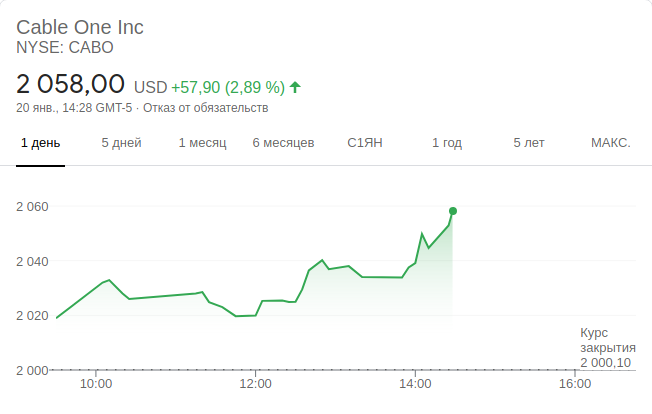 Cable One Inc
NYSE: CABO
2 058,00 USD +57,90 (2,89 %)
20 янв., 14:28 GMT-5 · Отказ от обязательств
1 день 5 дней 1 месяц 6 месяцев С1ЯН 1 год 5 лет МАКС.
2 060
2 040
2 020
2 000
Курс
закрытия
2 000,10
10:00 12:00 14:00 16:00